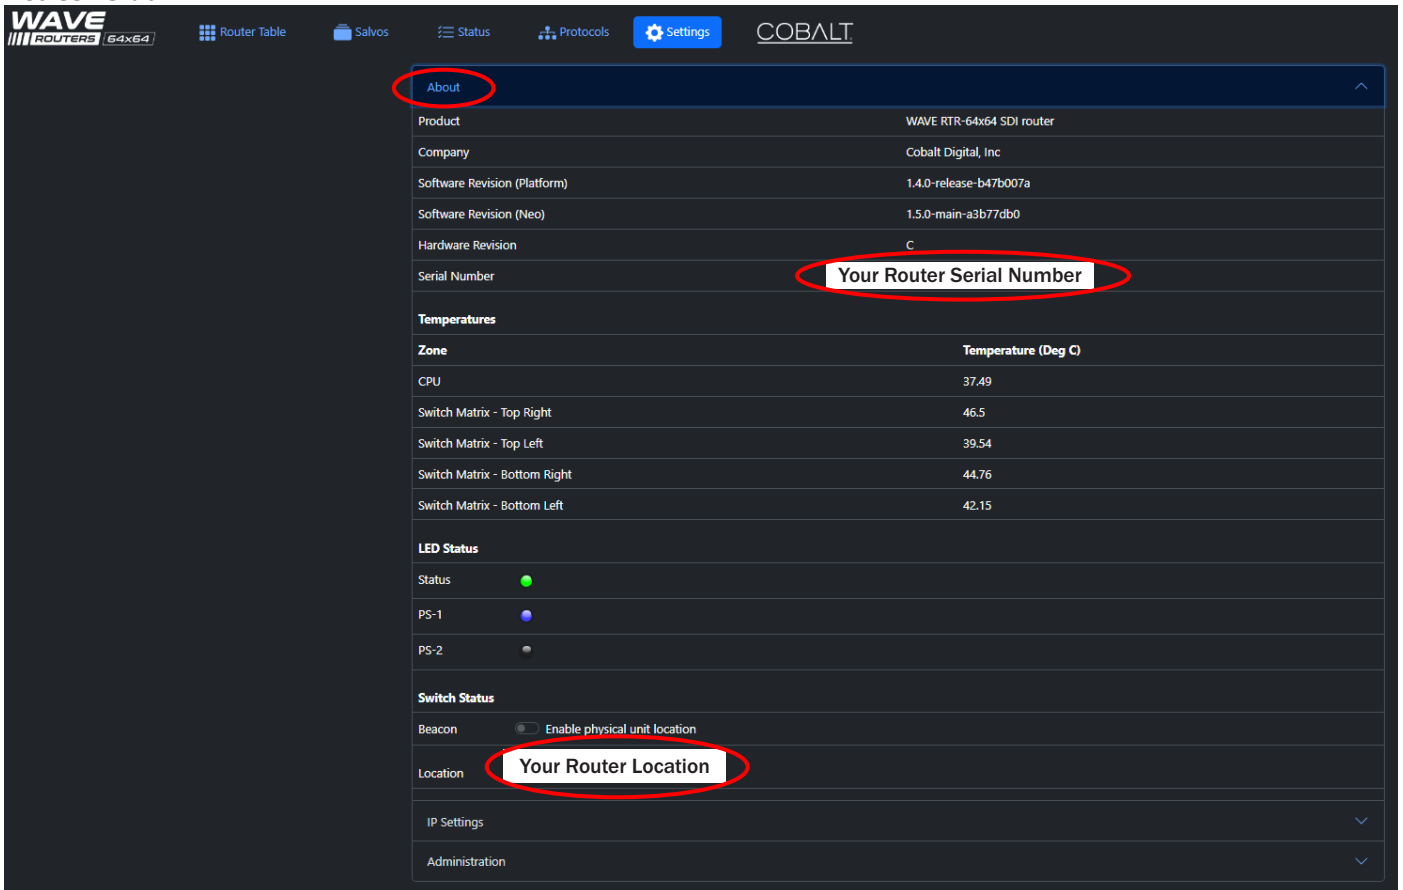 WAVE
ROUTERS 64x64
Router Table
Salvos
Status
Protocols
Settings
COBALT
About
Product WAVE RTR-64x64 SDI router
Company Cobalt Digital, Inc
Software Revision (Platform) 1.4.0-release-b47b007a
Software Revision (Neo) 1.5.0-main-a3b77db0
Hardware Revision C
Serial Number Your Router Serial Number
Temperatures
Zone Temperature (Deg C)
CPU 37.49
Switch Matrix - Top Right 46.5
Switch Matrix - Top Left 39.54
Switch Matrix - Bottom Right 44.76
Switch Matrix - Bottom Left 42.15
LED Status
Status
PS-1
PS-2
Switch Status
Beacon Enable physical unit location
Location Your Router Location
IP Settings
Administration